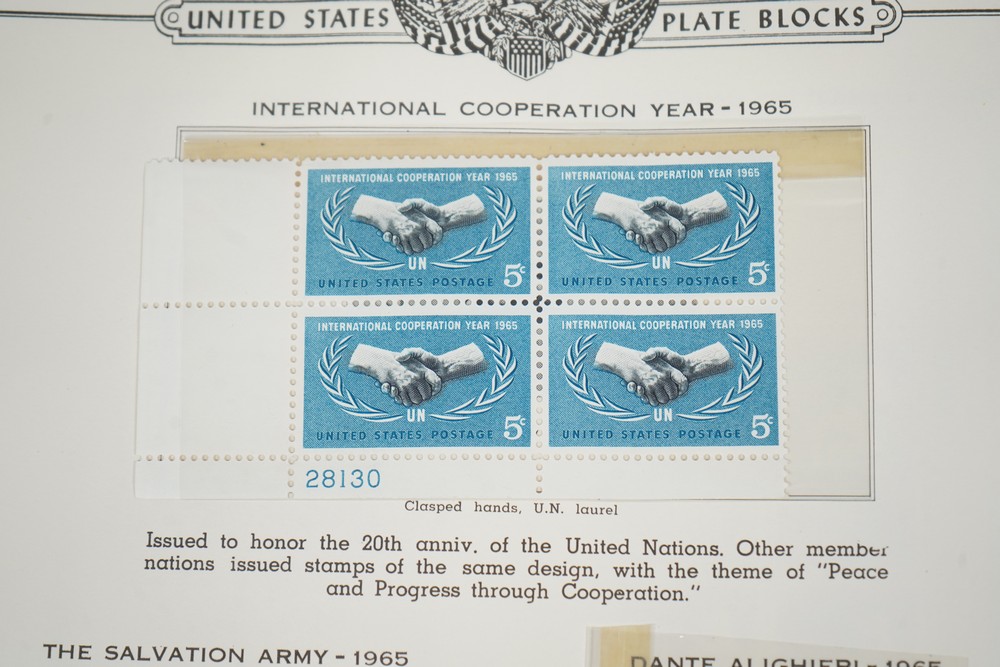 UNITED STATES PLATE BLOCKS
INTERNATIONAL COOPERATION YEAR - 1965
INTERNATIONAL COOPERATION YEAR 1965
UN
UNITED STATES POSTAGE 5c
INTERNATIONAL COOPERATION YEAR 1965
UN
UNITED STATES POSTAGE 5c
INTERNATIONAL COOPERATION YEAR 1965
UN
UNITED STATES POSTAGE 5c
INTERNATIONAL COOPERATION YEAR 1965
UN
UNITED STATES POSTAGE 5c
28130
Clasped hands, U.N. laurel
Issued to honor the 20th anniv. of the United Nations. Other member
nations issued stamps of the same design, with the theme of "Peace
and Progress through Cooperation."
THE SALVATION ARMY - 1965
DANTE ALIGHIERI - 1965